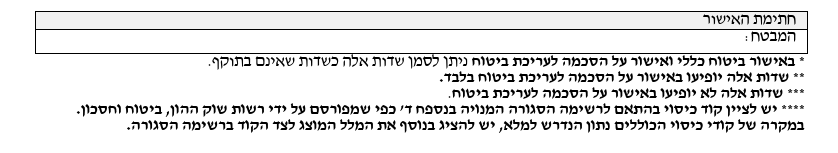 חתימת האישור
המבטח:
* באישור ביטוח כללי ואישור על הסכמה לעריכת ביטוח ניתן לסמן שדות אלה כשדות שאינם בתוקף.
** שדות אלה יופיעו באישור על הסכמה לעריכת ביטוח בלבד.
*** שדות אלה לא יופיעו באישור על הסכמה לעריכת ביטוח.
**** יש לציין קוד כיסוי בהתאם לרשימה הסגורה המנויה בנספח ד' כפי שמפורסם על ידי רשות שוק ההון, ביטוח וחסכון.
במקרה של קודי כיסוי הכוללים נתון הנדרש למלא, יש להציג בנוסף את המלל המוצג לצד הקוד ברשימה הסגורה.